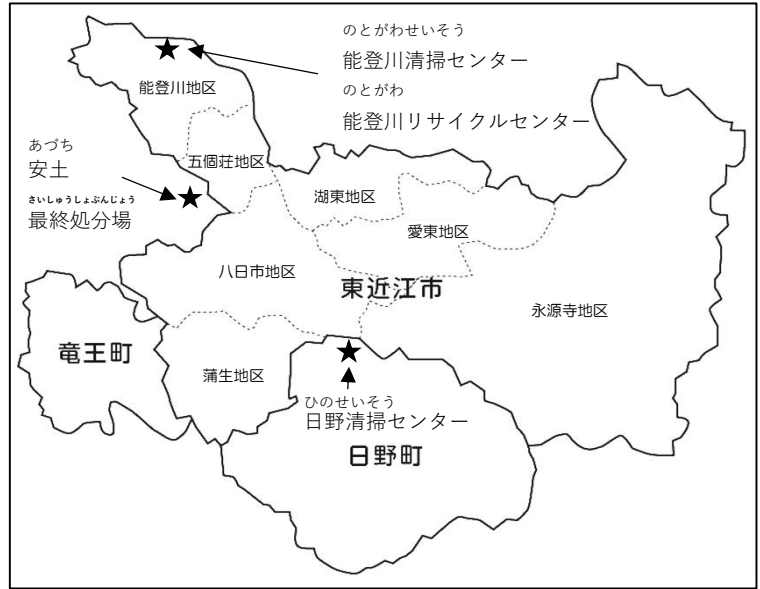 のとがわせいそう
能登川清掃センター
のとがわ
能登川リサイクルセンター
能登川地区
あづち
安土
さいしゅうしょぶんじょう
最終処分場
五個荘地区
湖東地区
愛東地区
八日市地区
東近江市
永源寺地区
竜王町
蒲生地区
ひのせいそう
日野清掃センター
日野町